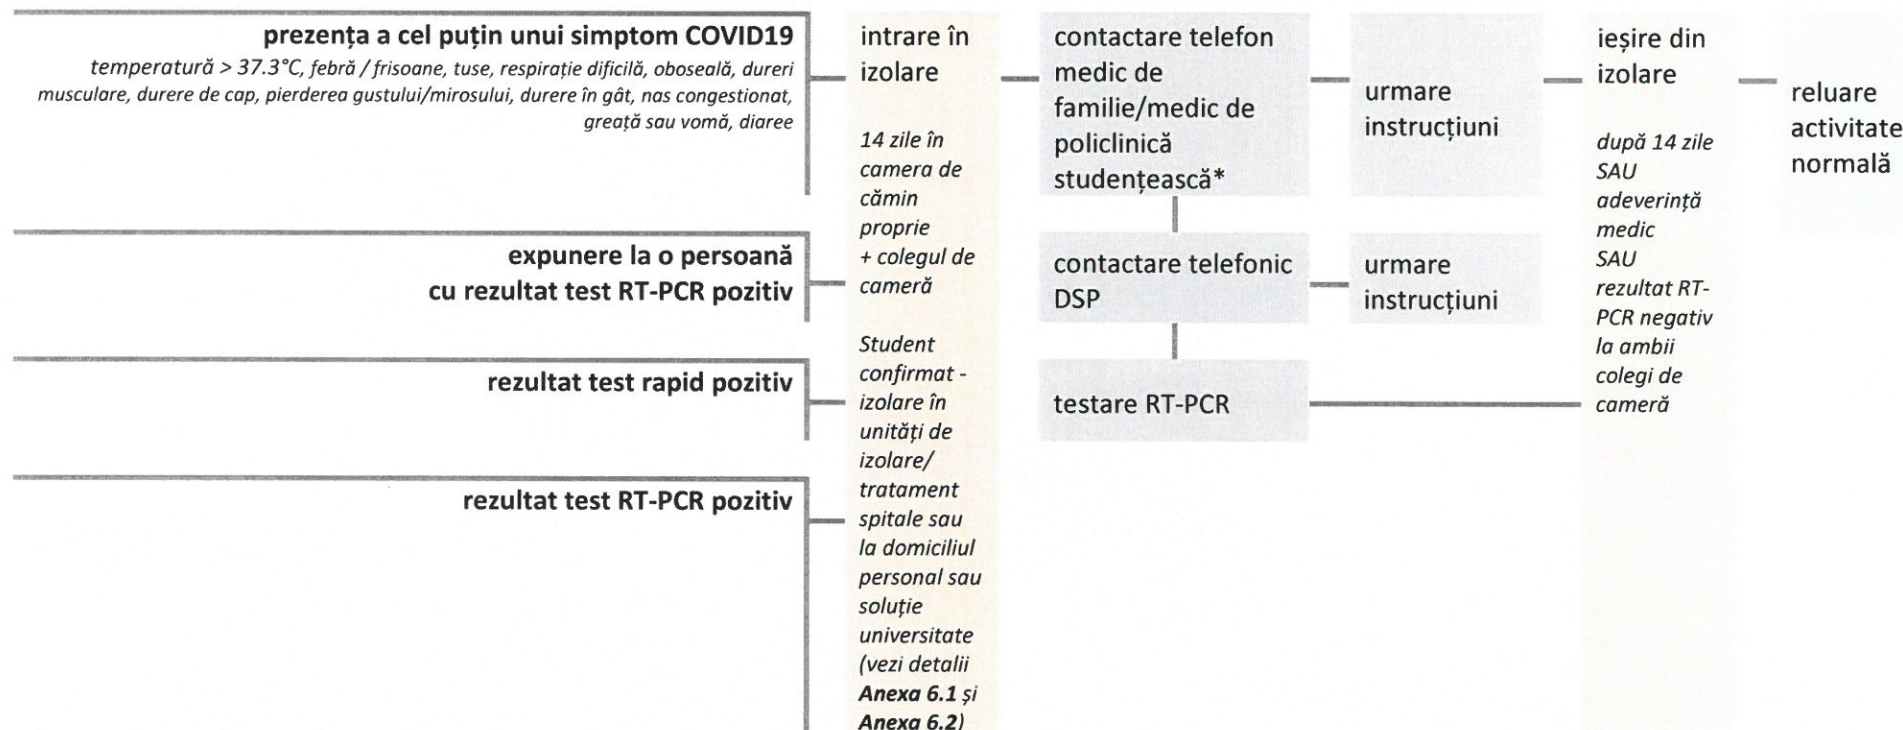 prezența a cel puțin unui simptom COVID19
temperatură > 37.3°C, febră / frisoane, tuse, respirație dificilă, oboseală, dureri
musculare, durere de cap, pierderea gustului/mirosului, durere în gât, nas congestionat,
greață sau vomă, diaree
expunere la o persoană
cu rezultat test RT-PCR pozitiv
rezultat test rapid pozitiv
rezultat test RT-PCR pozitiv
intrare în
izolare
14 zile în
camera de
cămin
proprie
+ colegul de
cameră
Student
confirmat -
izolare în
unități de
izolare/
tratament
spitale sau
la domiciliul
personal sau
soluție
universitate
(vezi detalii
Anexa 6.1 și
Anexa 6.2)
contactare telefon
medic de
familie/medic de
policlinică
studențească*
contactare telefonic
DSP
testare RT-PCR
urmare
instrucțiuni
urmare
instrucțiuni
ieșire din
izolare
după 14 zile
SAU
adeverință
medic
SAU
rezultat RT-
PCR negativ
la ambii
colegi de
cameră
reluare
activitate
normală